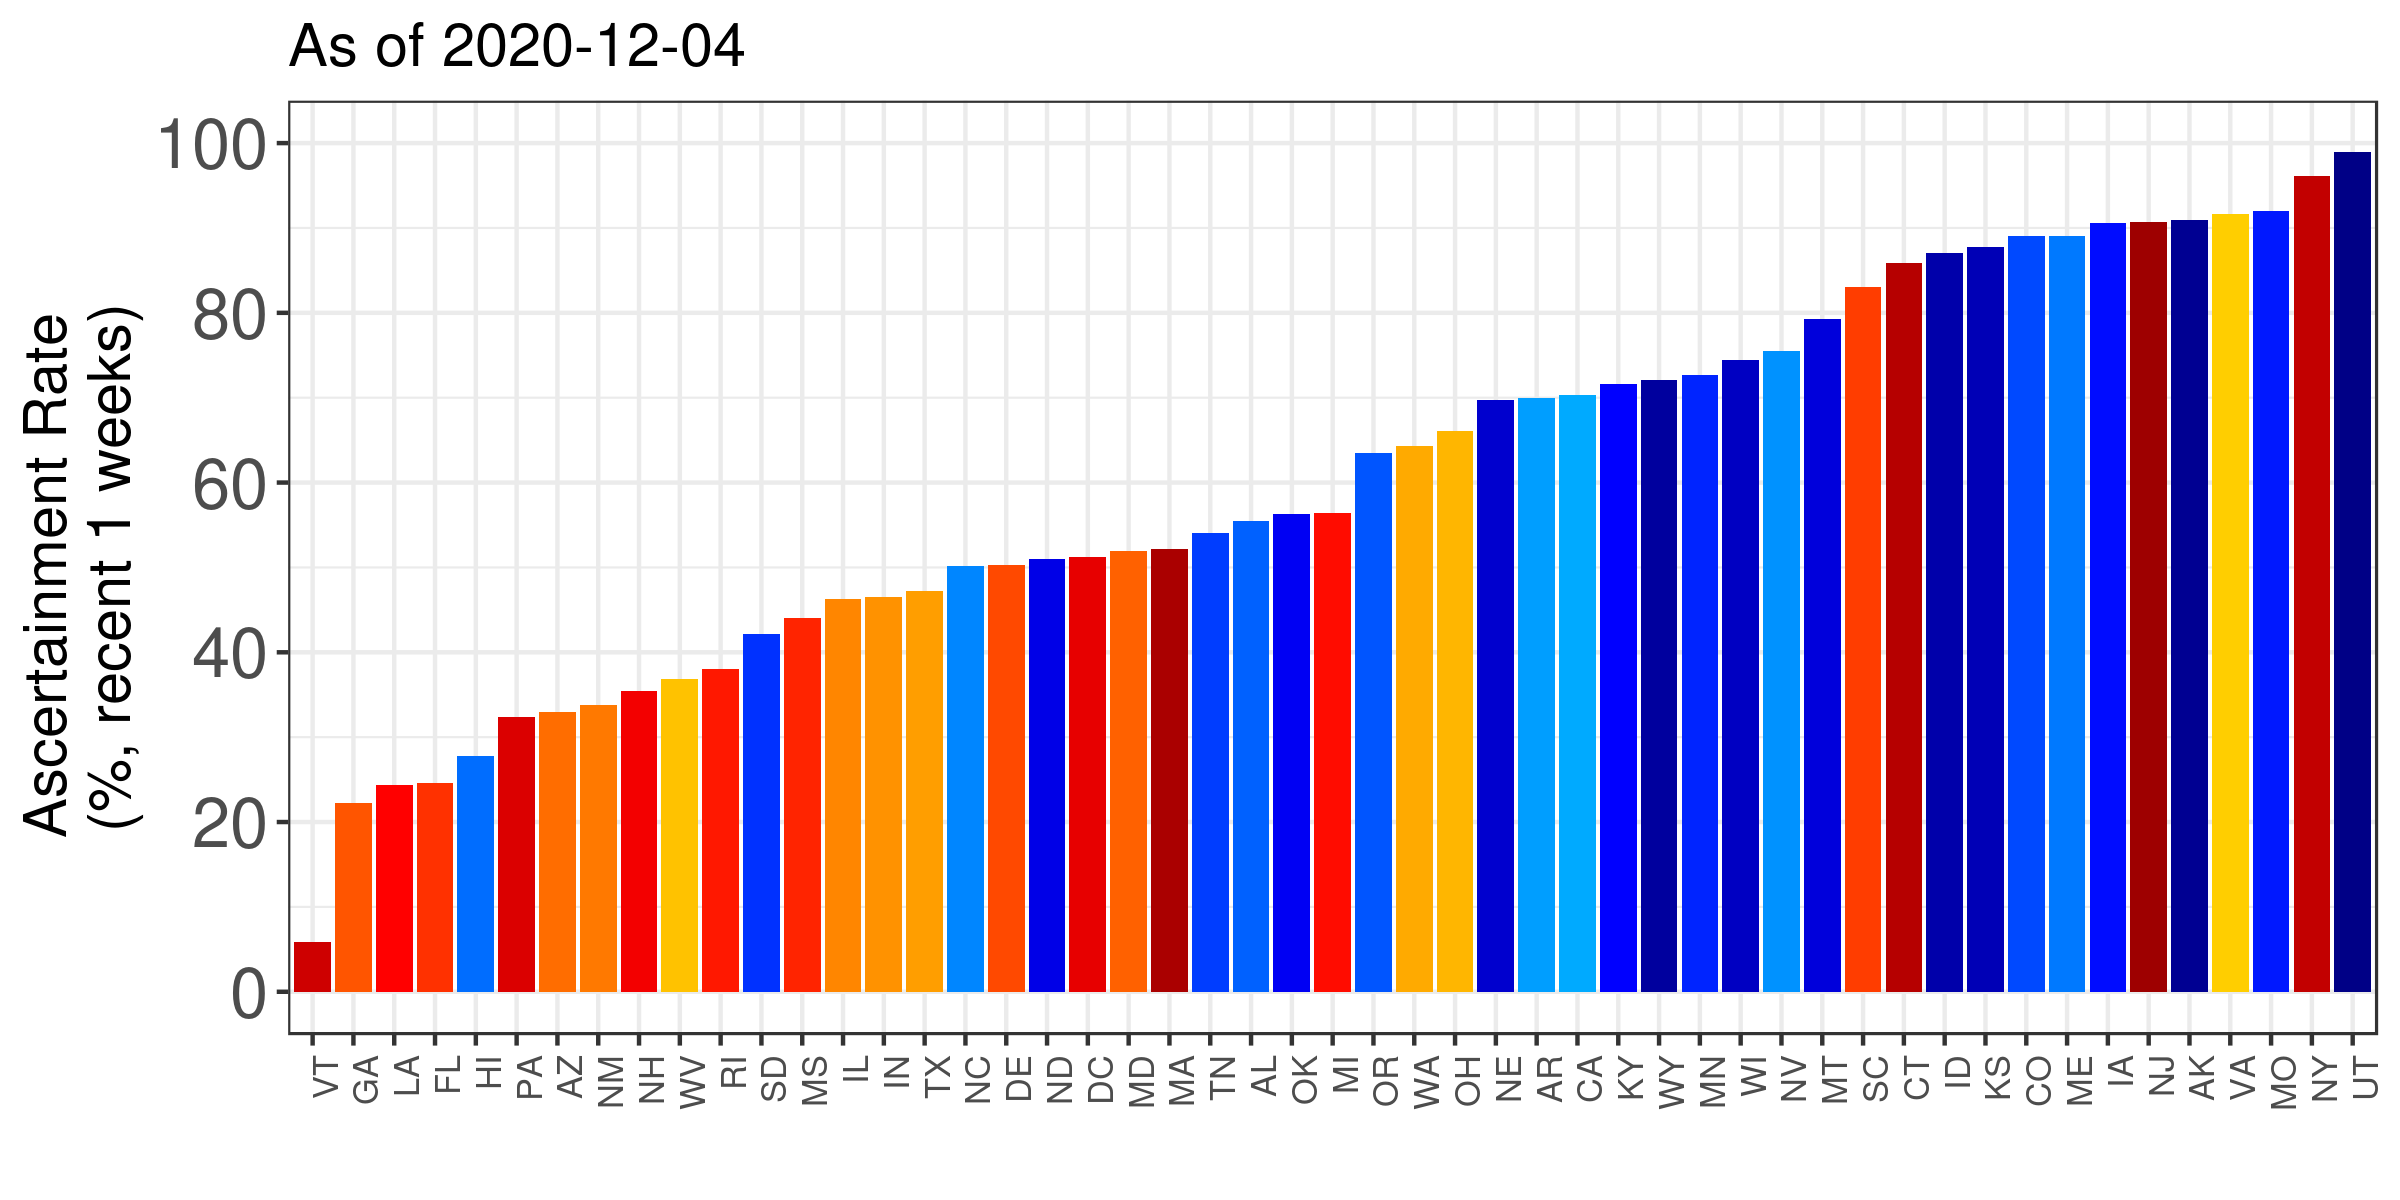 As of 2020-12-04
Ascertainment Rate
(%, recent 1 weeks)
100
80
60
40
20
0
VT GA LA FL HI PA AZ NM NH WV RI SD MS IL IN TX NC DE ND DC MD MA TN AL OK MI OR WA OH NE AR CA KY WY MN WI NV MT SC CT ID KS CO ME IA NJ AK VA MO NY UT